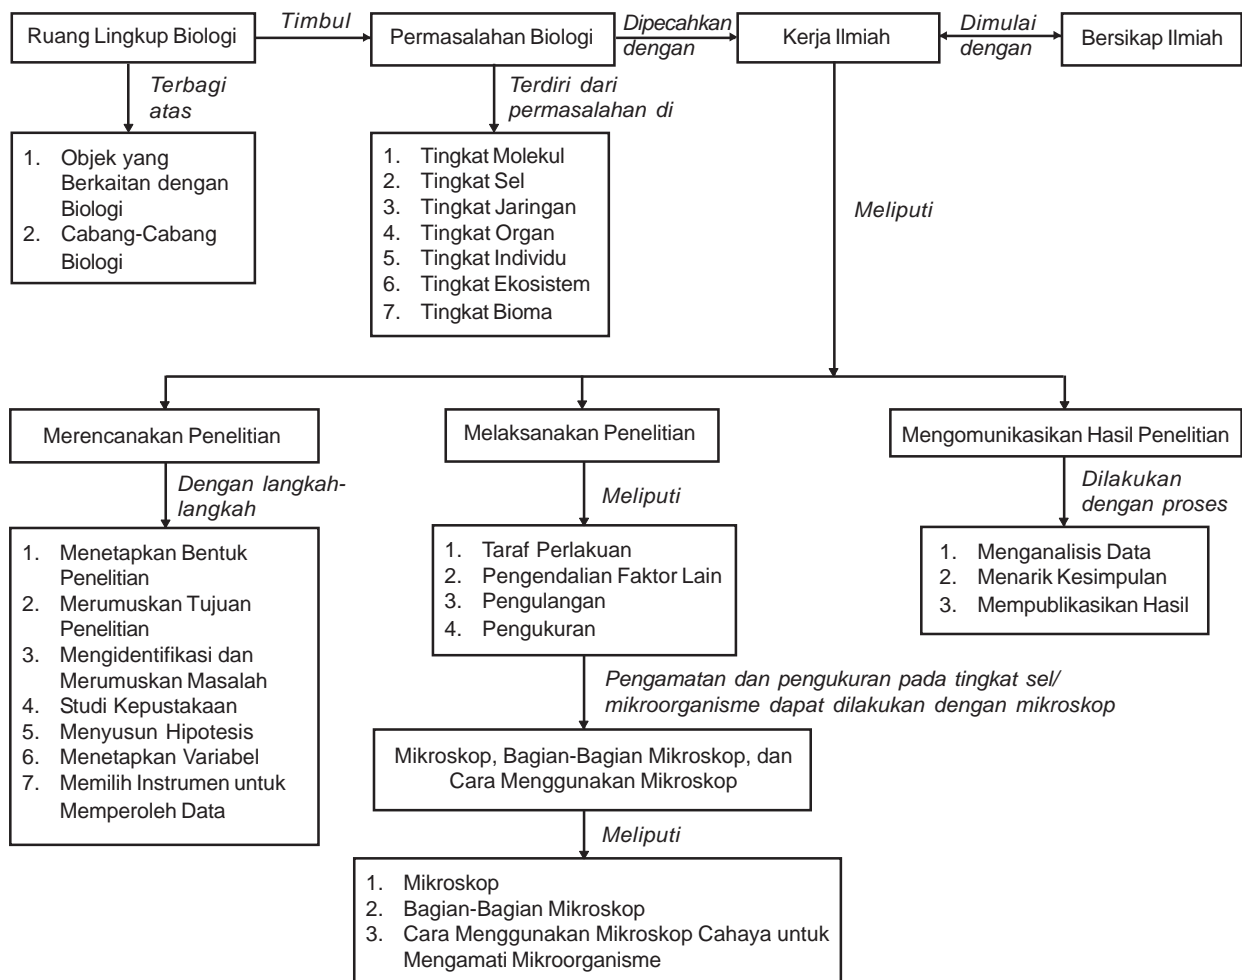 Ruang Lingkup Biologi
Timbul
Permasalahan Biologi
Dipecahkan
dengan
Kerja Ilmiah
Dimulai
dengan
Bersikap Ilmiah
Terbagi
atas
Terdiri dari
permasalahan di
1. Objek yang
Berkaitan dengan
Biologi
2. Cabang-Cabang
Biologi
1. Tingkat Molekul
2. Tingkat Sel
3. Tingkat Jaringan
4. Tingkat Organ
5. Tingkat Individu
6. Tingkat Ekosistem
7. Tingkat Bioma
Meliputi
Merencanakan Penelitian
Melaksanakan Penelitian
Mengomunikasikan Hasil Penelitian
Dengan langkah-
langkah
Meliputi
Dilakukan
dengan proses
1. Menetapkan Bentuk
Penelitian
2. Merumuskan Tujuan
Penelitian
3. Mengidentifikasi dan
Merumuskan Masalah
4. Studi Kepustakaan
5. Menyusun Hipotesis
6. Menetapkan Variabel
7. Memilih Instrumen untuk
Memperoleh Data
1. Taraf Perlakuan
2. Pengendalian Faktor Lain
3. Pengulangan
4. Pengukuran
1. Menganalisis Data
2. Menarik Kesimpulan
3. Mempublikasikan Hasil
Pengamatan dan pengukuran pada tingkat sel/
mikroorganisme dapat dilakukan dengan mikroskop
Mikroskop, Bagian-Bagian Mikroskop, dan
Cara Menggunakan Mikroskop
Meliputi
1. Mikroskop
2. Bagian-Bagian Mikroskop
3. Cara Menggunakan Mikroskop Cahaya untuk
Mengamati Mikroorganisme